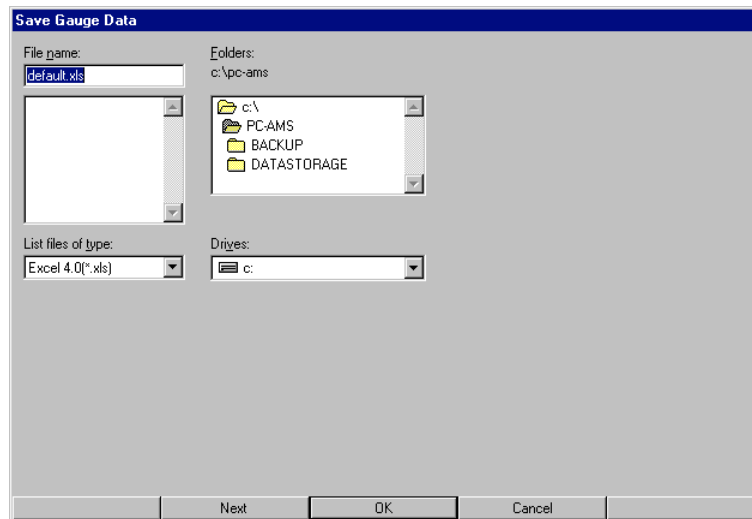 Save Gauge Data
File name:
default.xls
Folders:
c:\pc-ams
c:\
PC-AMS
BACKUP
DATASTORAGE
List files of type:
Excel 4.0(*.xls)
Drives:
c:
Next
OK
Cancel